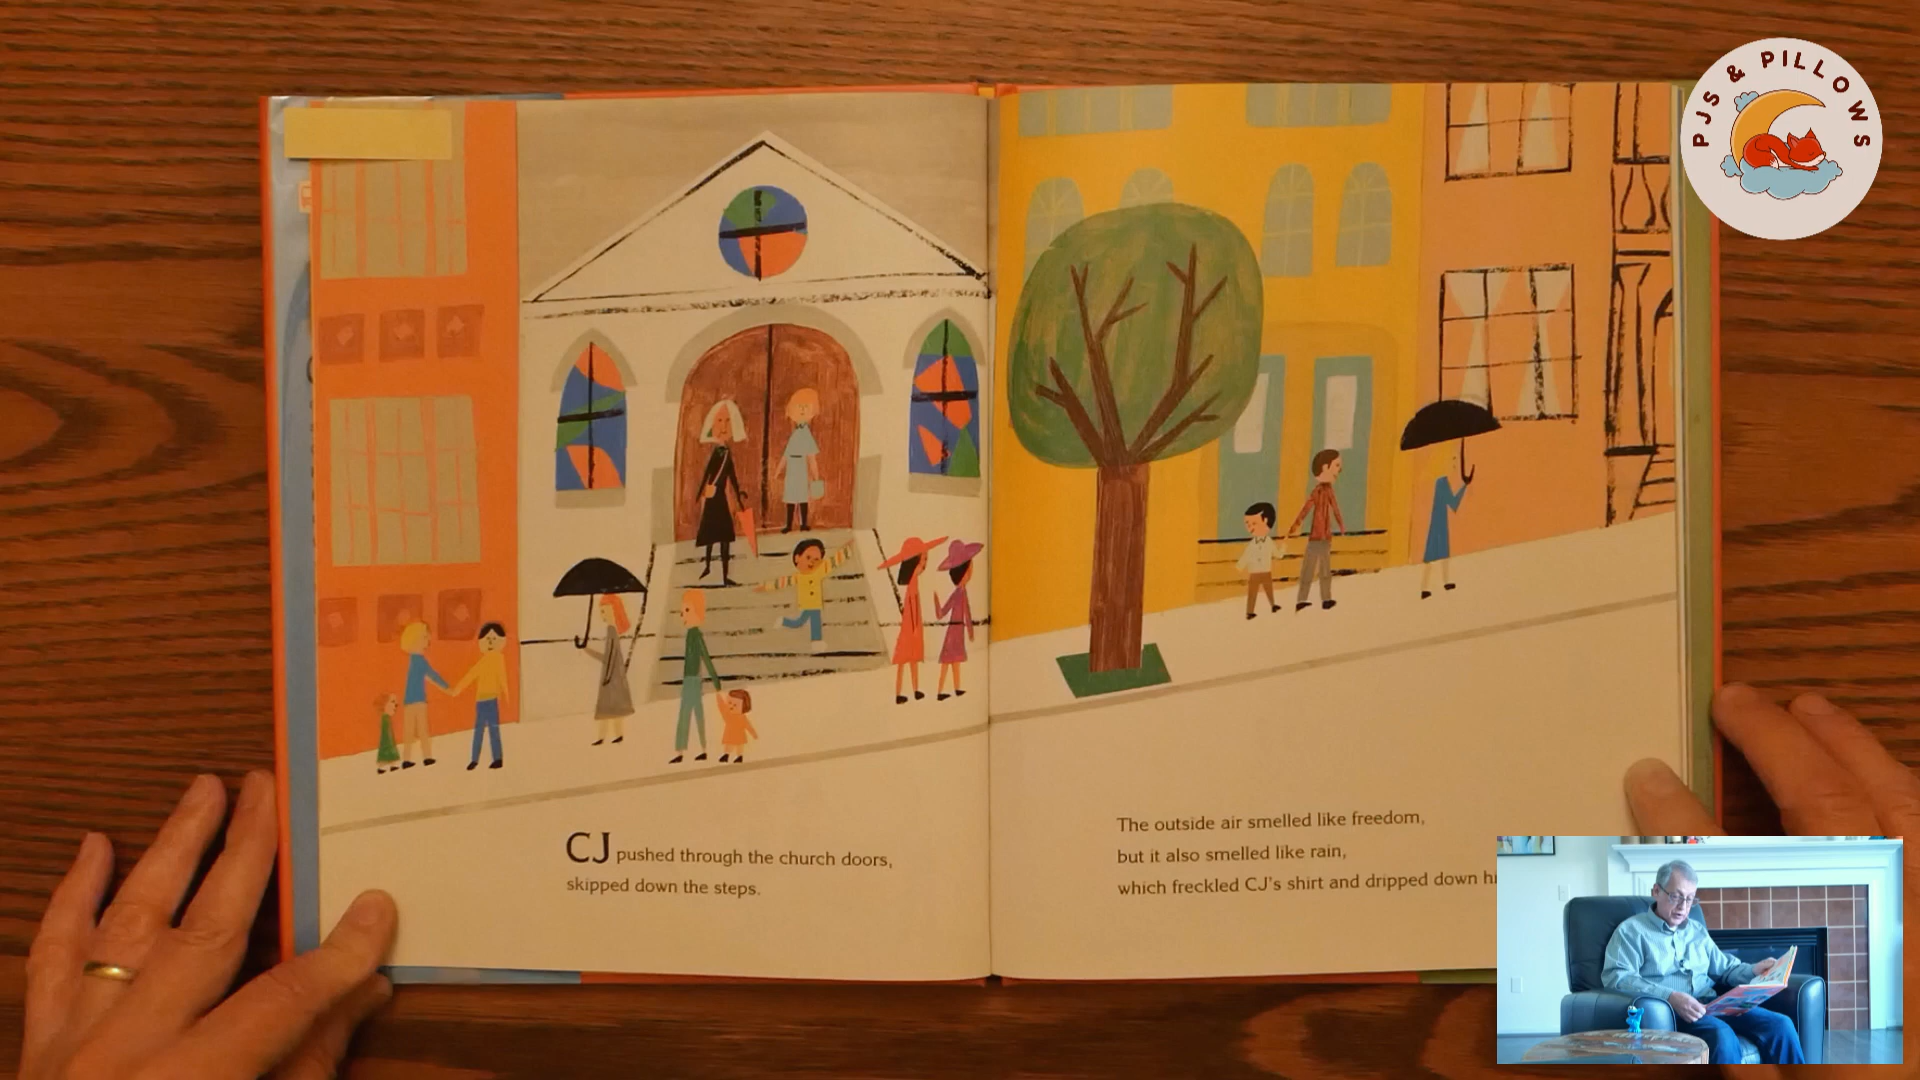 PJS & PILLOWS
CJ pushed through the church doors,
skipped down the steps.
The outside air smelled like freedom,
but it also smelled like rain,
which freckled CJ's shirt and dripped down